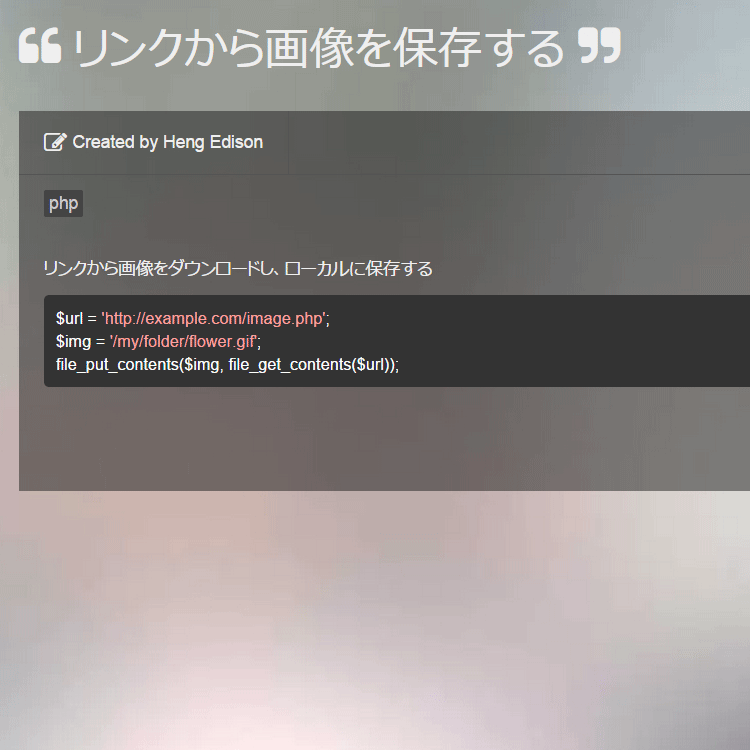 ❝ リンクから画像を保存する ❞
Created by Heng Edison
php
リンクから画像をダウンロードし、ローカルに保存する
$url = 'http://example.com/image.php';
$img = '/my/folder/flower.gif';
file_put_contents($img, file_get_contents($url));